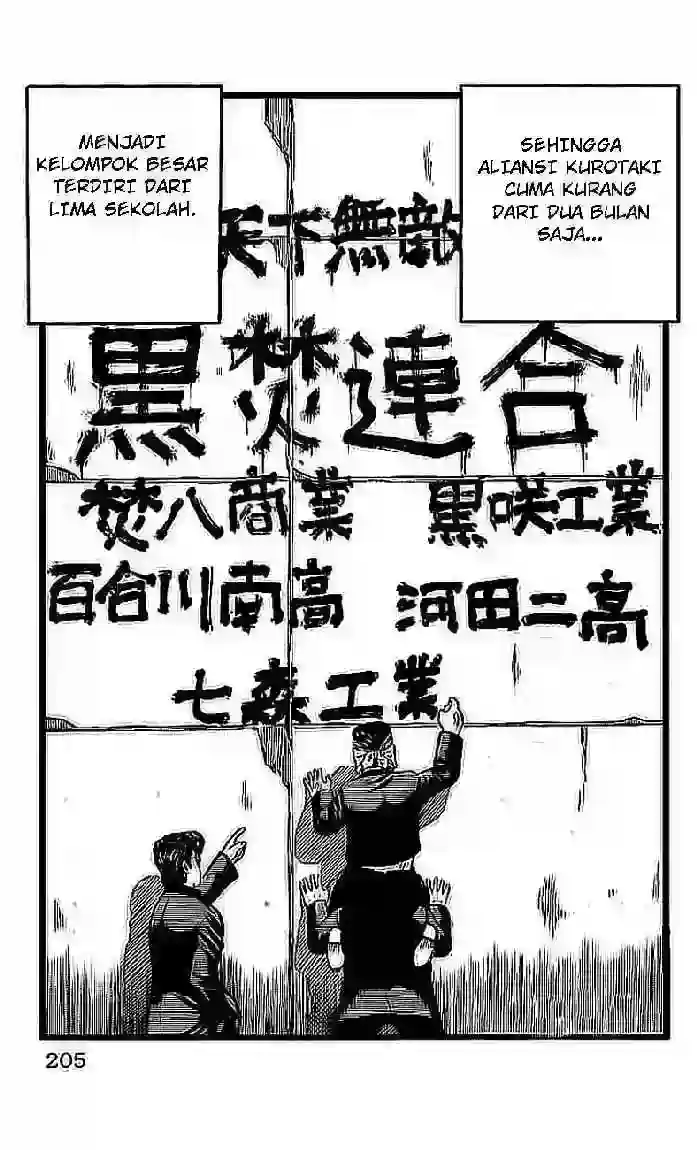 SEHINGGA
ALIANSI KUROTAKI
CUMA KURANG
DARI DUA BULAN
SAJA...
MENJADI
KELOMPOK BESAR
TERDIRI DARI
LIMA SEKOLAH.
天下無敵
黒焚連合
焚八商業 黒咲工業
百合川南高 河田二高
七森工業
205